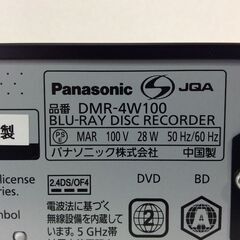 Panasonic JQA
品番 DMR-4W100
BLU-RAY DISC RECORDER
PSE MAR 100 V 28 W 50 Hz/60 Hz
パナソニック株式会社 中国製
製
license
eries.
mbol
2.4DS/OF4
DVD BD
電波法に基づく
無線設備を内蔵してい
ます。5 GHz帯
2 A